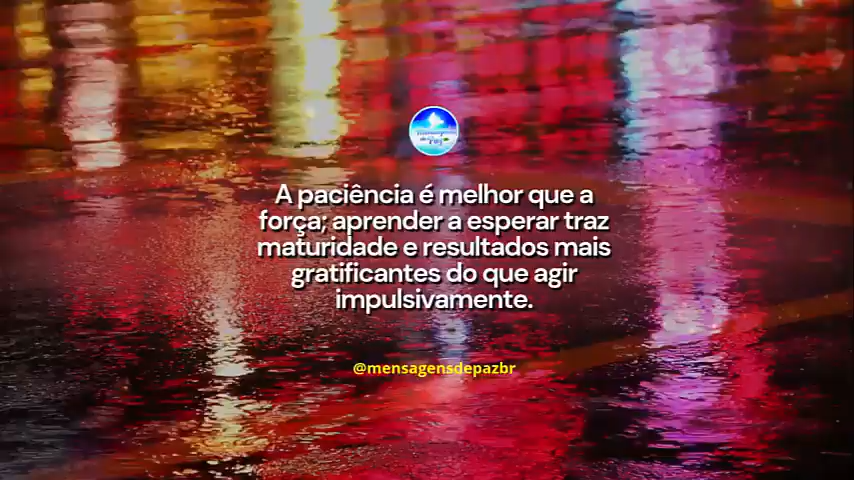 A paciência é melhor que a
força; aprender a esperar traz
maturidade e resultados mais
gratificantes do que agir
impulsivamente.
@mensagensdepazbr